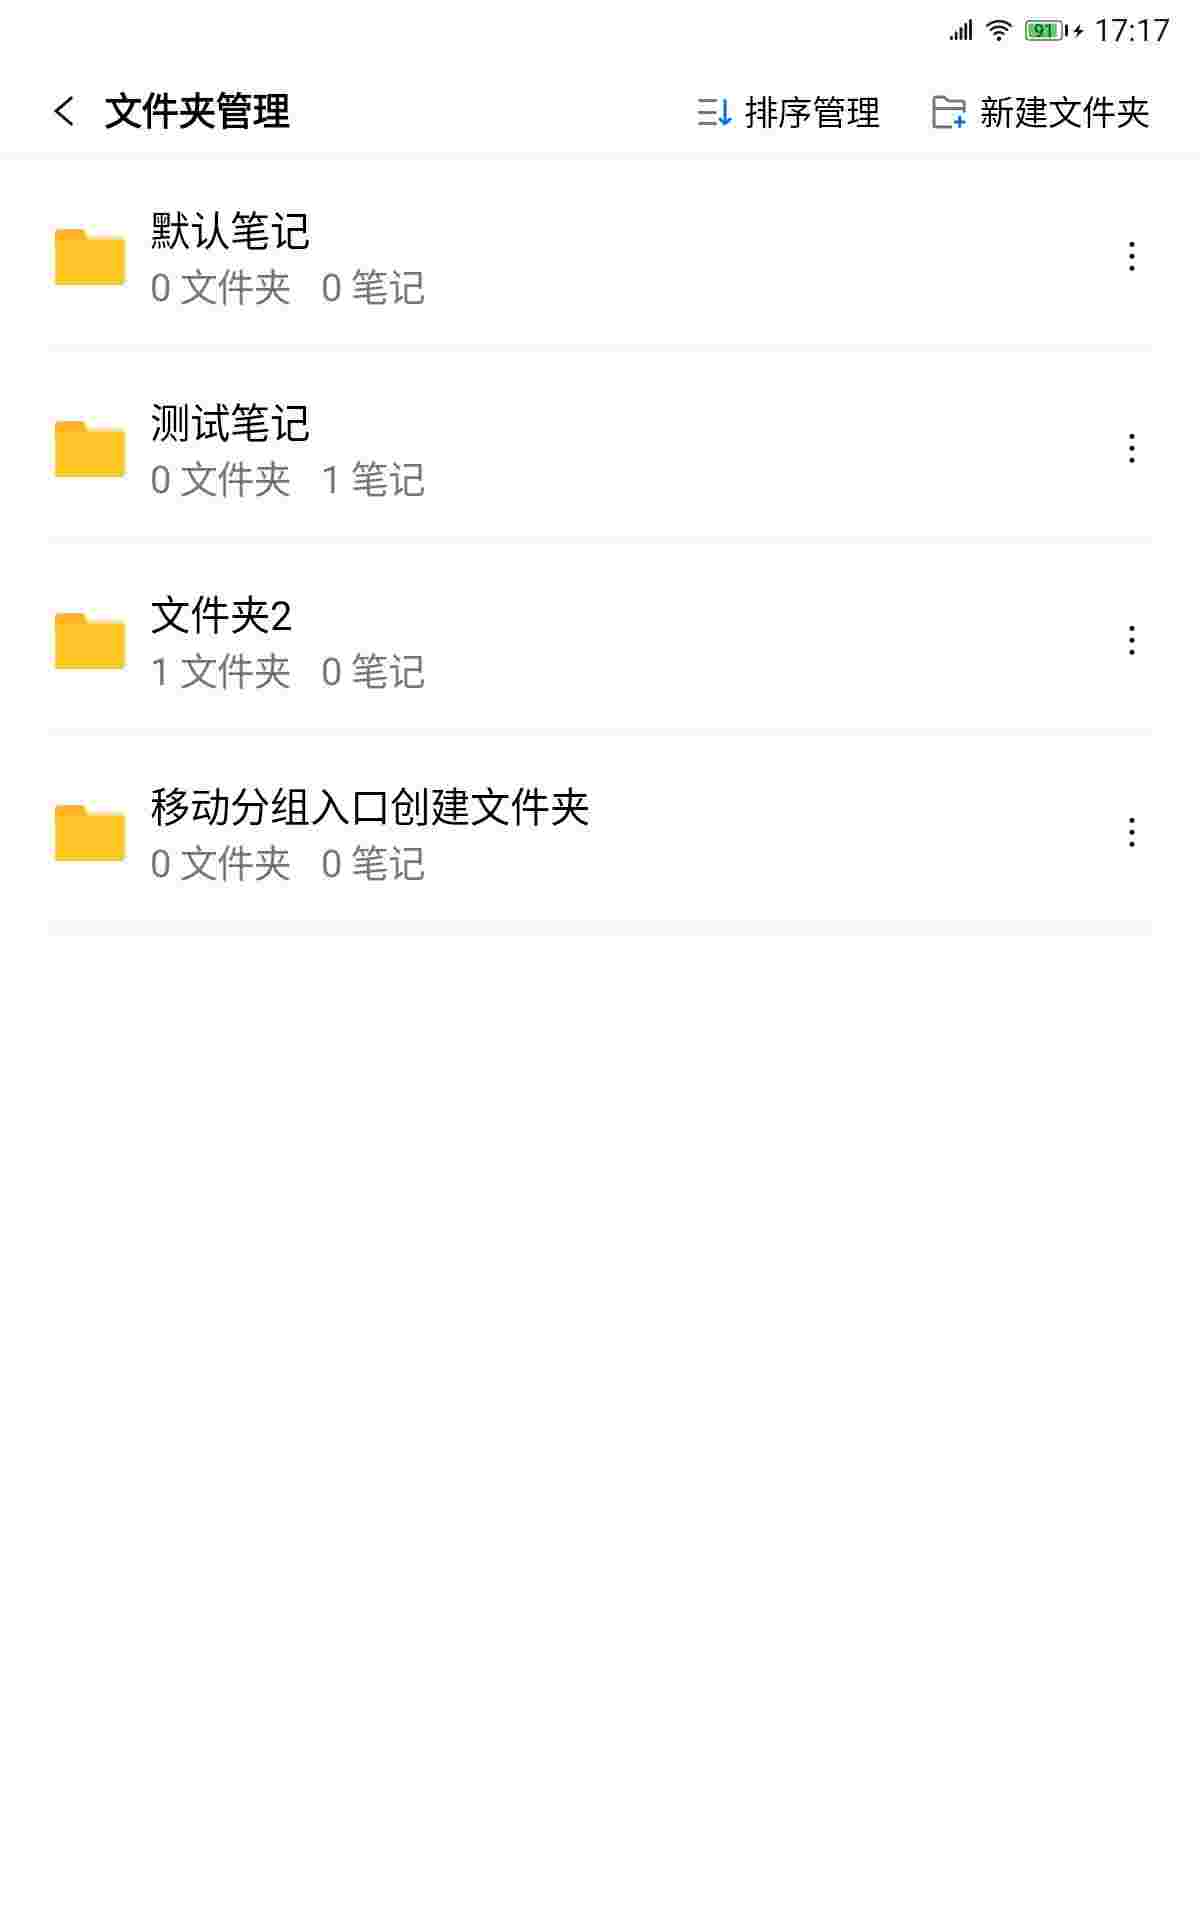 91 17:17
文件夹管理 排序管理 新建文件夹
默认笔记
0 文件夹 0 笔记
测试笔记
0 文件夹 1 笔记
文件夹2
1 文件夹 0 笔记
移动分组入口创建文件夹
0 文件夹 0 笔记